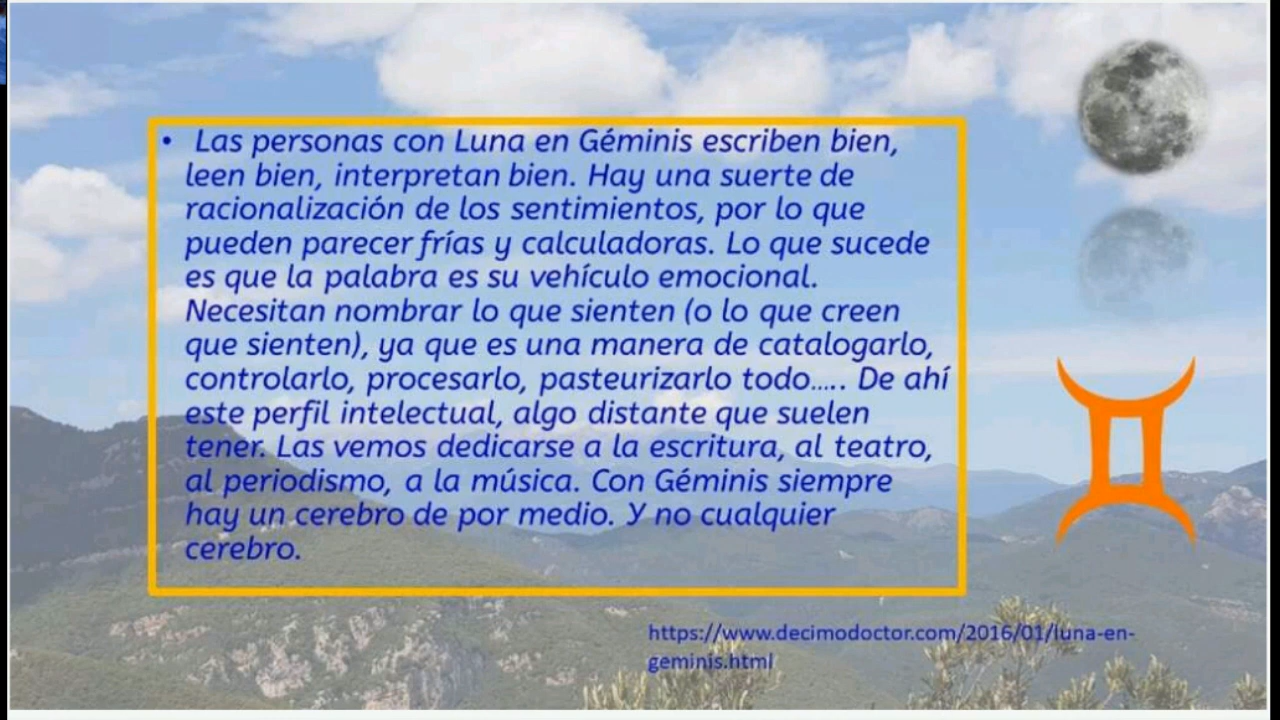 • Las personas con Luna en Géminis escriben bien,
leen bien, interpretan bien. Hay una suerte de
racionalización de los sentimientos, por lo que
pueden parecer frías y calculadoras. Lo que sucede
es que la palabra es su vehículo emocional.
Necesitan nombrar lo que sienten (o lo que creen
que sienten), ya que es una manera de catalogarlo,
controlarlo, procesarlo, pasteurizarlo todo….. De ahí
este perfil intelectual, algo distante que suelen
tener. Las vemos dedicarse a la escritura, al teatro,
al periodismo, a la música. Con Géminis siempre
hay un cerebro de por medio. Y no cualquier
cerebro.
https://www.decimodoctor.com/2016/01/luna-en-
geminis.html